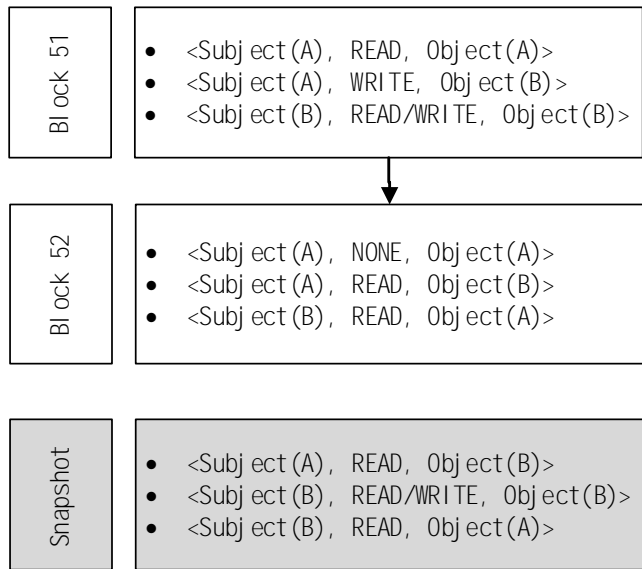 Block 51
• <Subject(A), READ, Object(A)>
• <Subject(A), WRITE, Object(B)>
• <Subject(B), READ/WRITE, Object(B)>
Block 52
• <Subject(A), NONE, Object(A)>
• <Subject(A), READ, Object(B)>
• <Subject(B), READ, Object(A)>
Snapshot
• <Subject(A), READ, Object(B)>
• <Subject(B), READ/WRITE, Object(B)>
• <Subject(B), READ, Object(A)>